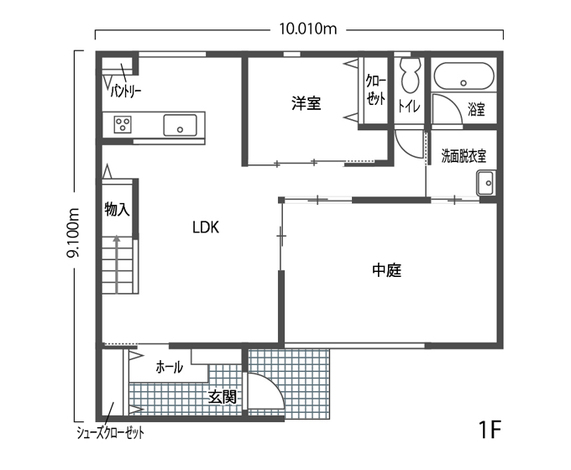 10.010m
9.100m
パントリー
洋室
クローゼット
トイレ
浴室
洗面脱衣室
物入
LDK
中庭
ホール
玄関
シューズクローゼット
1F